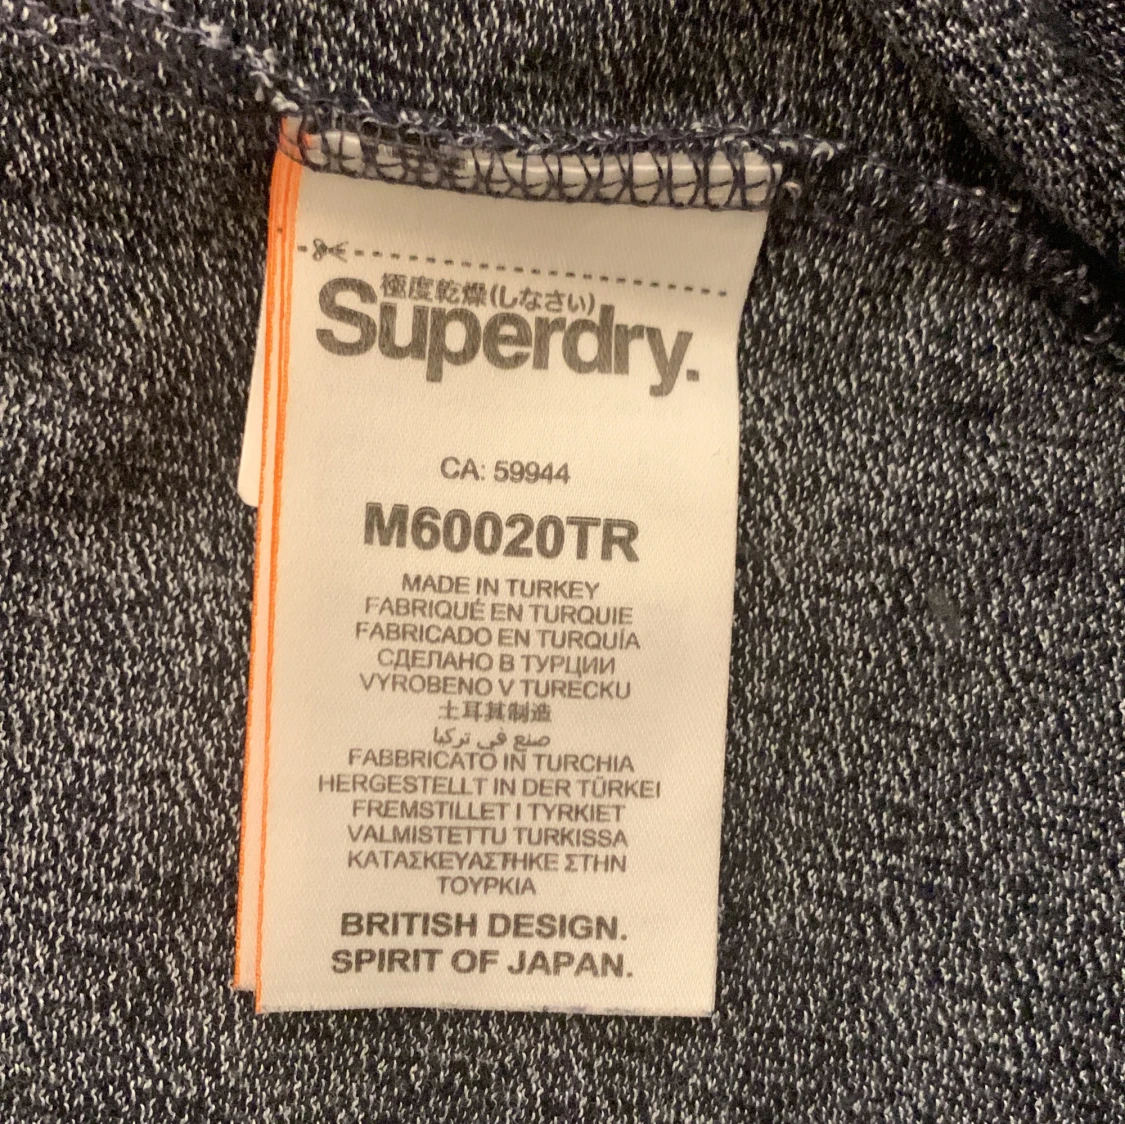 極度乾燥(しなさい)
Superdry.
CA: 59944
M60020TR
MADE IN TURKEY
FABRIQUÉ EN TURQUIE
FABRICADO EN TURQUÍA
СДЕЛАНО В ТУРЦИИ
VYROBENO V TURECKU
土耳其制造
صنع في تركيا
FABBRICATO IN TURCHIA
HERGESTELLT IN DER TÜRKEI
FREMSTILLET I TYRKIET
VALMISTETTU TURKISSA
ΚΑΤΑΣΚΕΥΑΣΤΗΚΕ ΣΤΗΝ
ΤΟΥΡΚΙΑ
BRITISH DESIGN.
SPIRIT OF JAPAN.